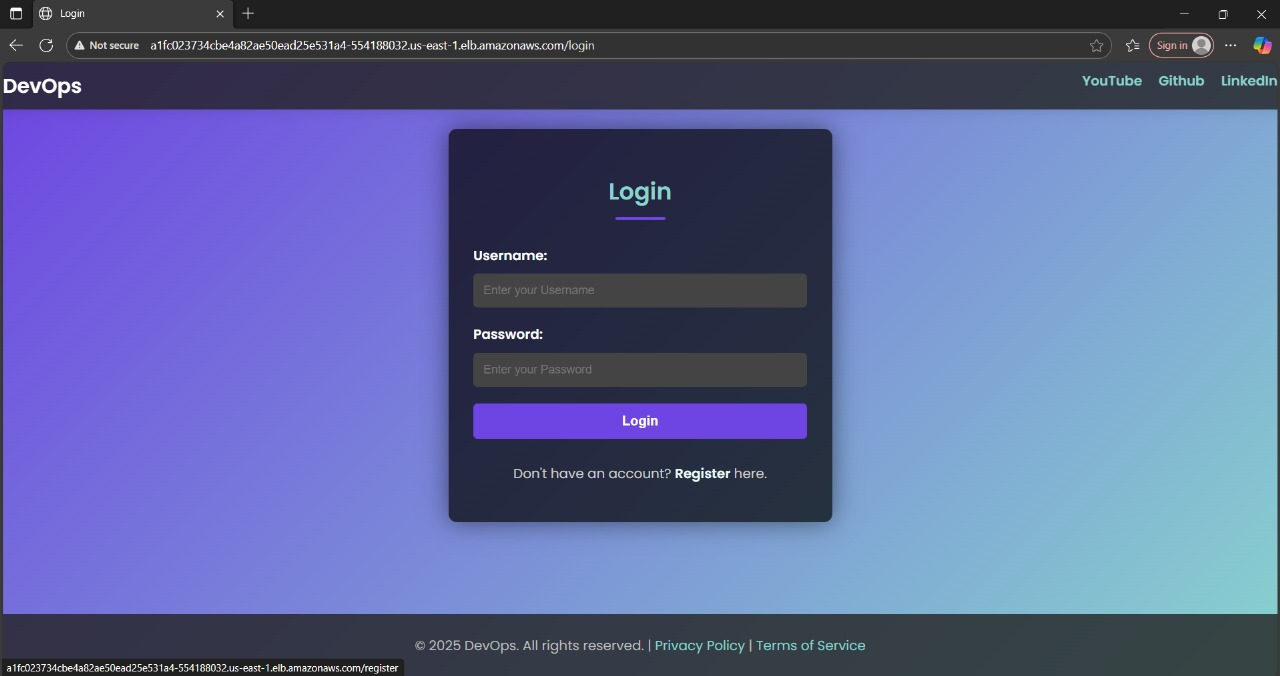 Login
Not secure a1fc023734cbe4a82ae50ead25e531a4-554188032.us-east-1.elb.amazonaws.com/login
Sign in
DevOps
YouTube Github LinkedIn
Login
Username:
Enter your Username
Password:
Enter your Password
Login
Don't have an account? Register here.
© 2025 DevOps. All rights reserved. | Privacy Policy | Terms of Service
a1fc023734cbe4a82ae50ead25e531a4-554188032.us-east-1.elb.amazonaws.com/register